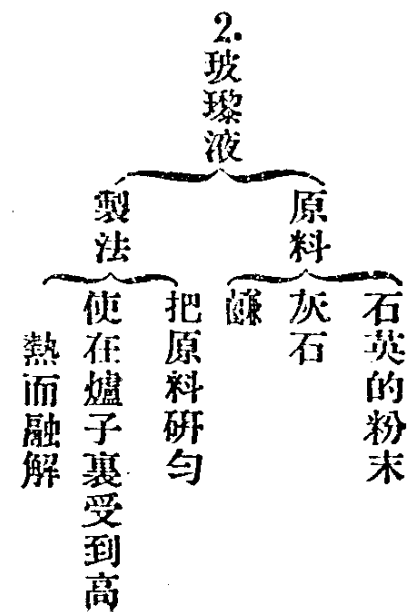 2.
玻瓈液
原料
石英的粉末
灰石
鹼
製法
把原料研勻
使在爐子裏受到高
熱而融解